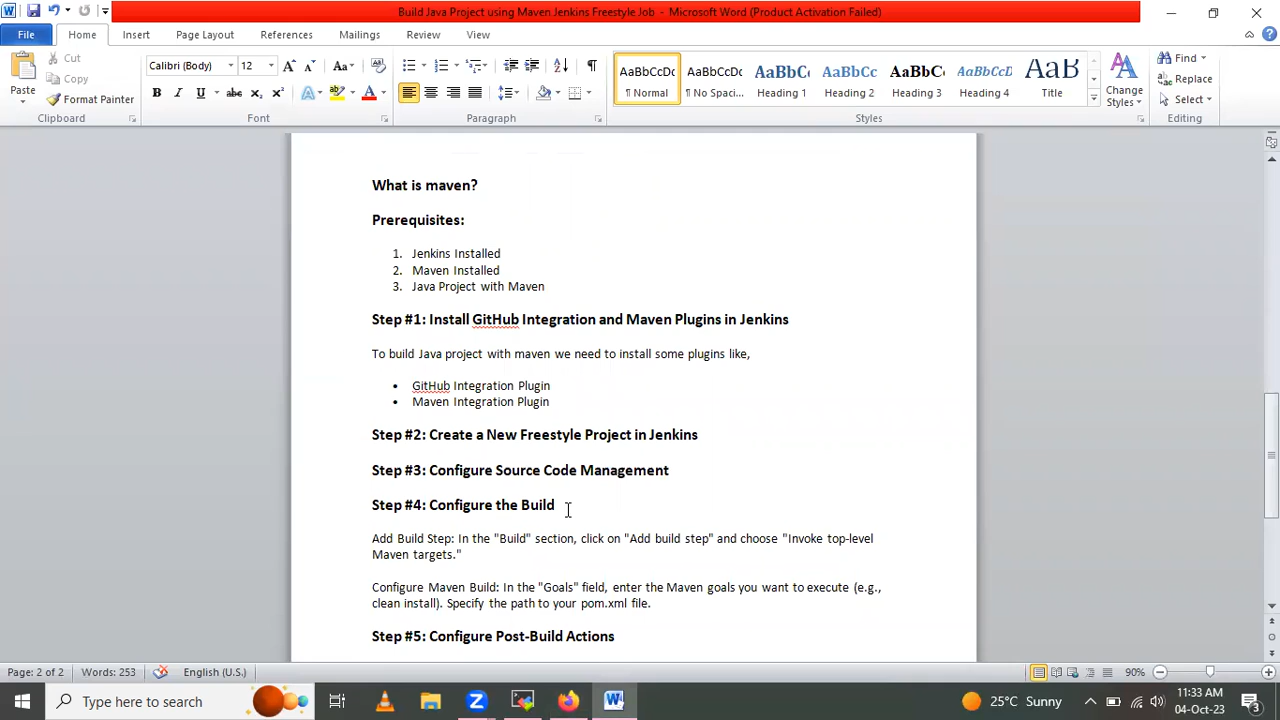 Build Java Project using Maven Jenkins Freestyle Job - Microsoft Word (Product Activation Failed)
File Home Insert Page Layout References Mailings Review View
Paste
Cut
Copy
Format Painter
Clipboard
Calibri (Body) 12
Font
Paragraph
AaBbCcDc AaBbCcDc AaBbCc AaBbCc AaBbCc AaBbCc AaB
¶ Normal ¶ No Spaci... Heading 1 Heading 2 Heading 3 Heading 4 Title
Change Styles
Styles
Find
Replace
Select
Editing
What is maven?
Prerequisites:
1. Jenkins Installed
2. Maven Installed
3. Java Project with Maven
Step #1: Install GitHub Integration and Maven Plugins in Jenkins
To build Java project with maven we need to install some plugins like,
• GitHub Integration Plugin
• Maven Integration Plugin
Step #2: Create a New Freestyle Project in Jenkins
Step #3: Configure Source Code Management
Step #4: Configure the Build
Add Build Step: In the "Build" section, click on "Add build step" and choose "Invoke top-level
Maven targets."
Configure Maven Build: In the "Goals" field, enter the Maven goals you want to execute (e.g.,
clean install). Specify the path to your pom.xml file.
Step #5: Configure Post-Build Actions
Page: 2 of 2 Words: 253 English (U.S.) 90%
Type here to search
25°C Sunny
11:33 AM
04-Oct-23
3